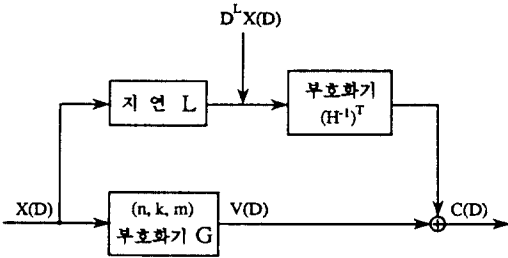 D^L X(D)
지 연 L
부호화기
(H^-1)^T
X(D)
(n, k, m)
부호화기 G
V(D)
C(D)